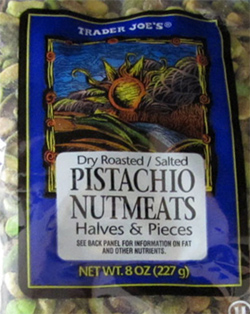 TRADER JOE'S®
Dry Roasted / Salted
PISTACHIO
NUTMEATS
Halves & Pieces
SEE BACK PANEL FOR INFORMATION ON FAT
AND OTHER NUTRIENTS.
NET WT. 8 OZ (227 g)